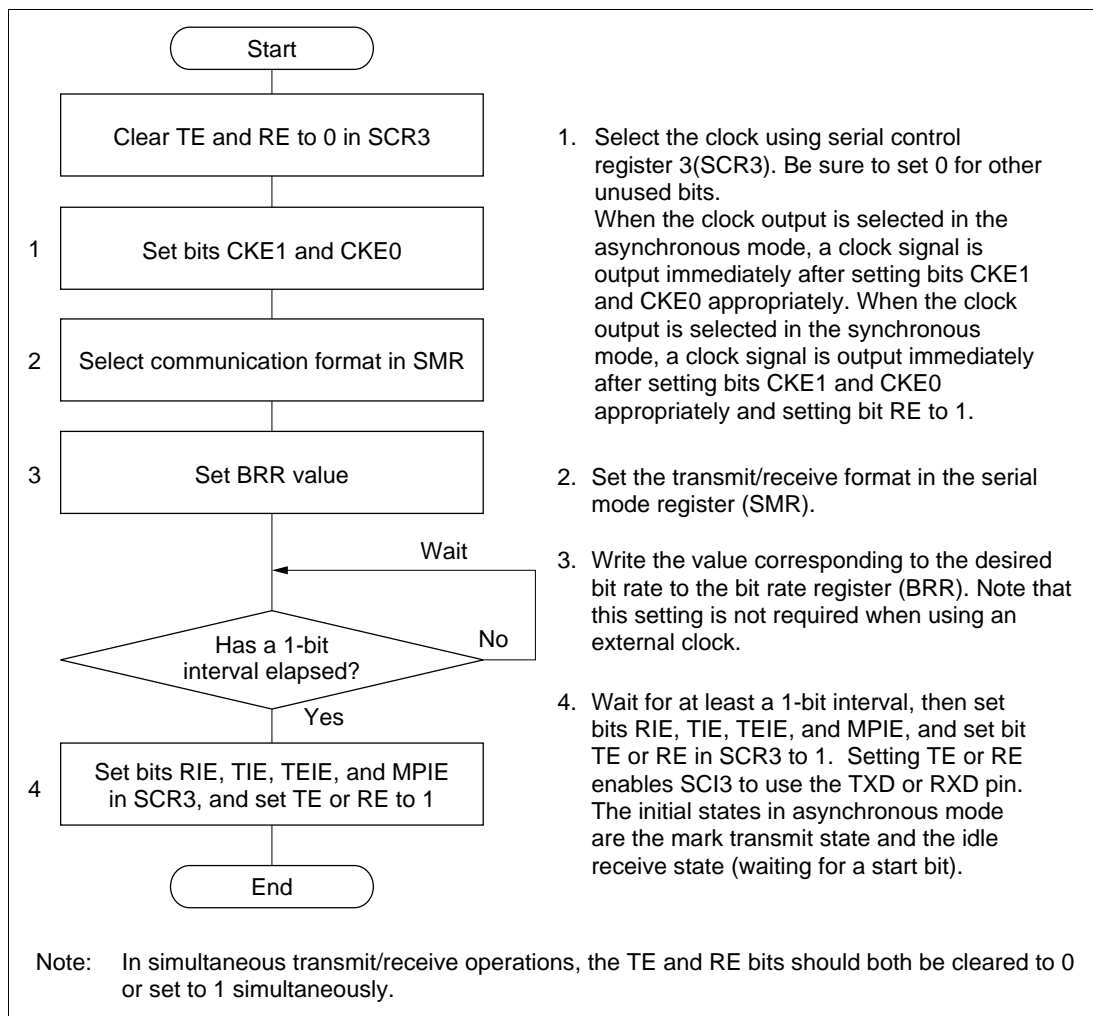 Start
Clear TE and RE to 0 in SCR3
1
Set bits CKE1 and CKE0
2
Select communication format in SMR
3
Set BRR value
Wait
Has a 1-bit
interval elapsed?
No
Yes
4
Set bits RIE, TIE, TEIE, and MPIE
in SCR3, and set TE or RE to 1
End
1. Select the clock using serial control
register 3(SCR3). Be sure to set 0 for other
unused bits.
When the clock output is selected in the
asynchronous mode, a clock signal is
output immediately after setting bits CKE1
and CKE0 appropriately. When the clock
output is selected in the synchronous
mode, a clock signal is output immediately
after setting bits CKE1 and CKE0
appropriately and setting bit RE to 1.
2. Set the transmit/receive format in the serial
mode register (SMR).
3. Write the value corresponding to the desired
bit rate to the bit rate register (BRR). Note that
this setting is not required when using an
external clock.
4. Wait for at least a 1-bit interval, then set
bits RIE, TIE, TEIE, and MPIE, and set bit
TE or RE in SCR3 to 1. Setting TE or RE
enables SCI3 to use the TXD or RXD pin.
The initial states in asynchronous mode
are the mark transmit state and the idle
receive state (waiting for a start bit).
Note: In simultaneous transmit/receive operations, the TE and RE bits should both be cleared to 0
or set to 1 simultaneously.